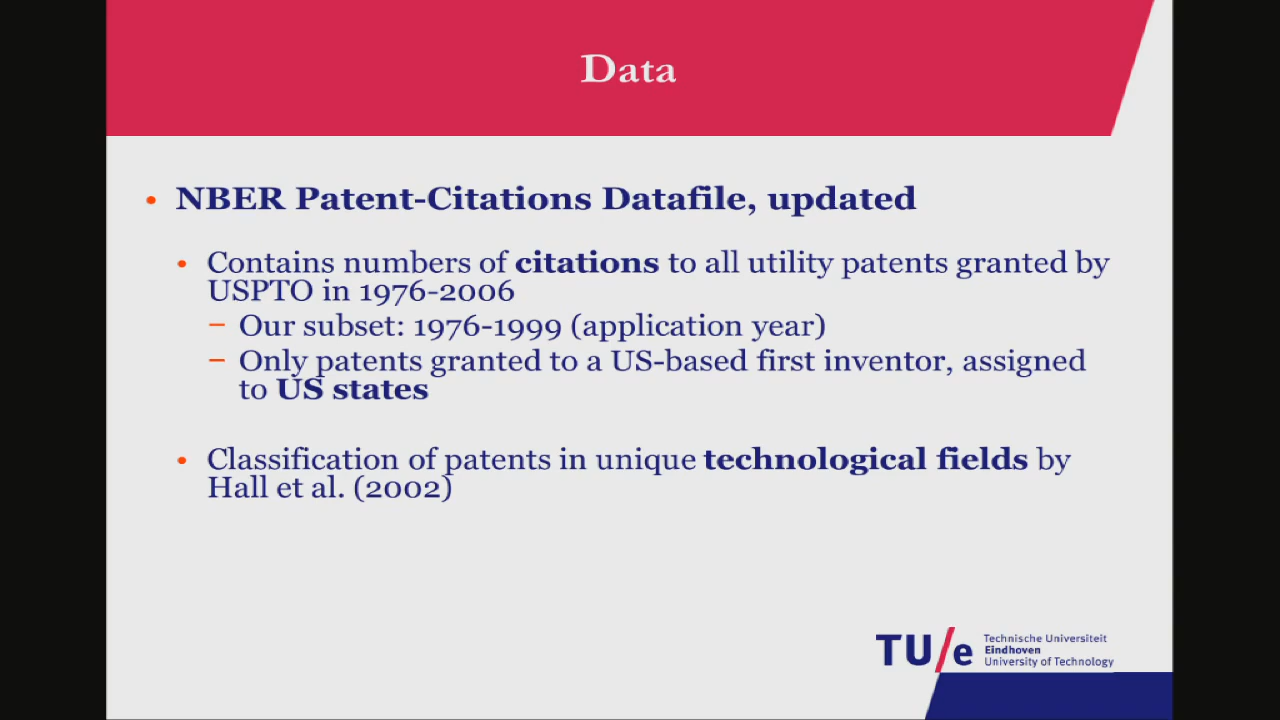 Data
• NBER Patent-Citations Datafile, updated
• Contains numbers of citations to all utility patents granted by
USPTO in 1976-2006
– Our subset: 1976-1999 (application year)
– Only patents granted to a US-based first inventor, assigned
to US states
• Classification of patents in unique technological fields by
Hall et al. (2002)
TU/e
Technische Universiteit
Eindhoven
University of Technology